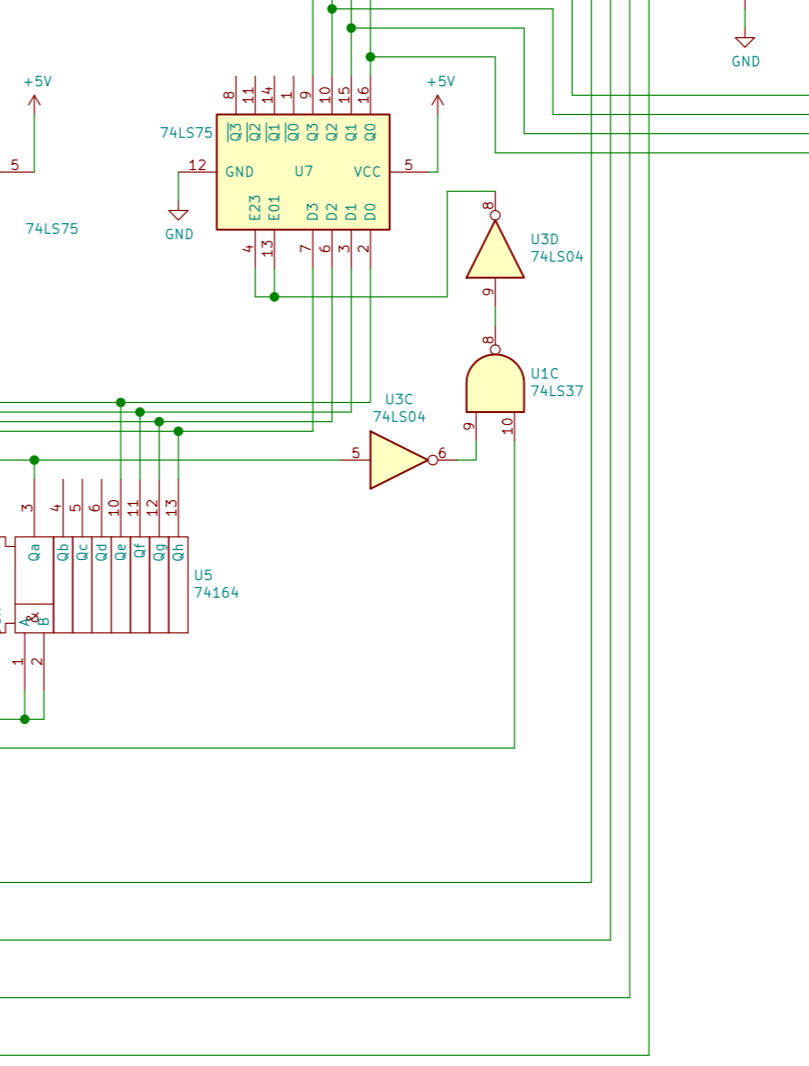 GND
+5V
+5V
8
11
14
1
9
10
15
16
74LS75
Q3
Q2
Q1
Q0
Q3
Q2
Q1
Q0
5
12
GND
U7
VCC
5
E23
E01
D3
D2
D1
D0
74LS75
GND
4
13
7
6
3
2
8
U3D
74LS04
9
8
U1C
74LS37
9
10
U3C
74LS04
5
6
3
4
5
6
10
11
12
13
Qa
Qb
Qc
Qd
Qe
Qf
Qg
Qh
U5
74164
A
&
B
1
2